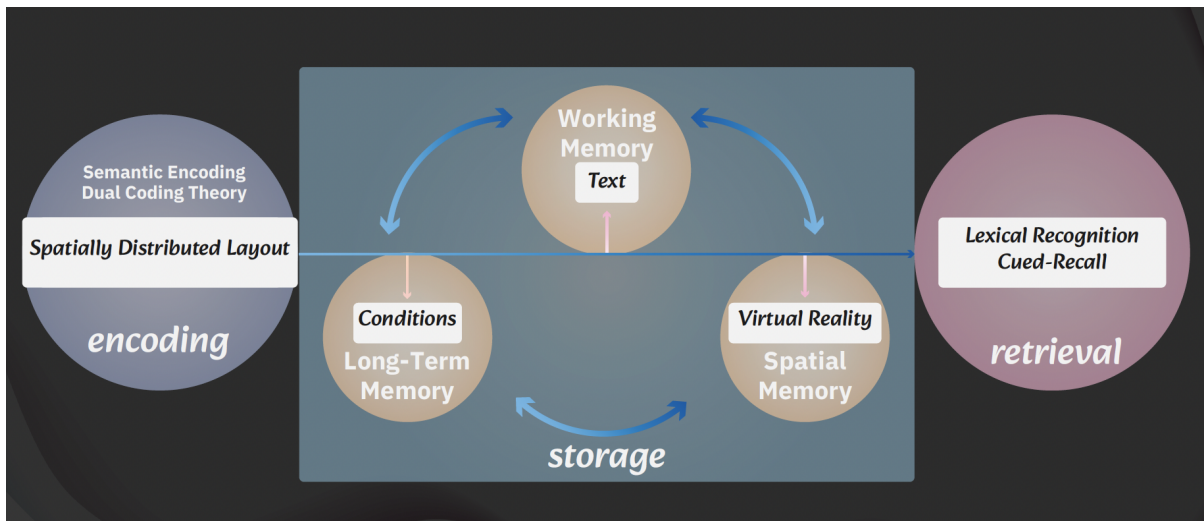 Semantic Encoding
Dual Coding Theory
Spatially Distributed Layout
encoding
Working
Memory
Text
Conditions
Long-Term
Memory
Virtual Reality
Spatial
Memory
storage
Lexical Recognition
Cued-Recall
retrieval